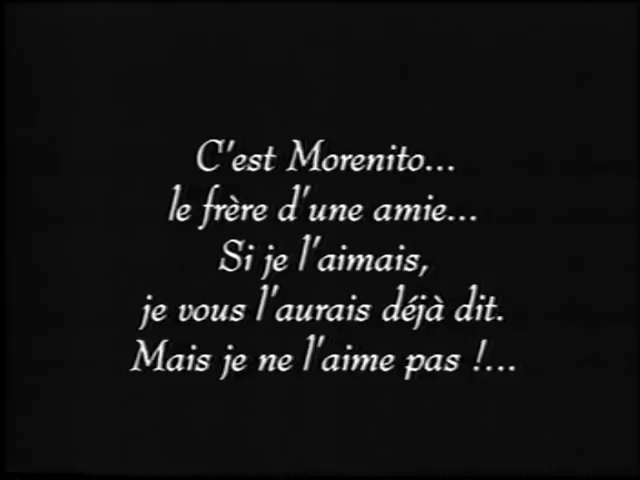 C'est Morenito...
le frère d'une amie...
Si je l'aimais,
je vous l'aurais déjà dit.
Mais je ne l'aime pas !...